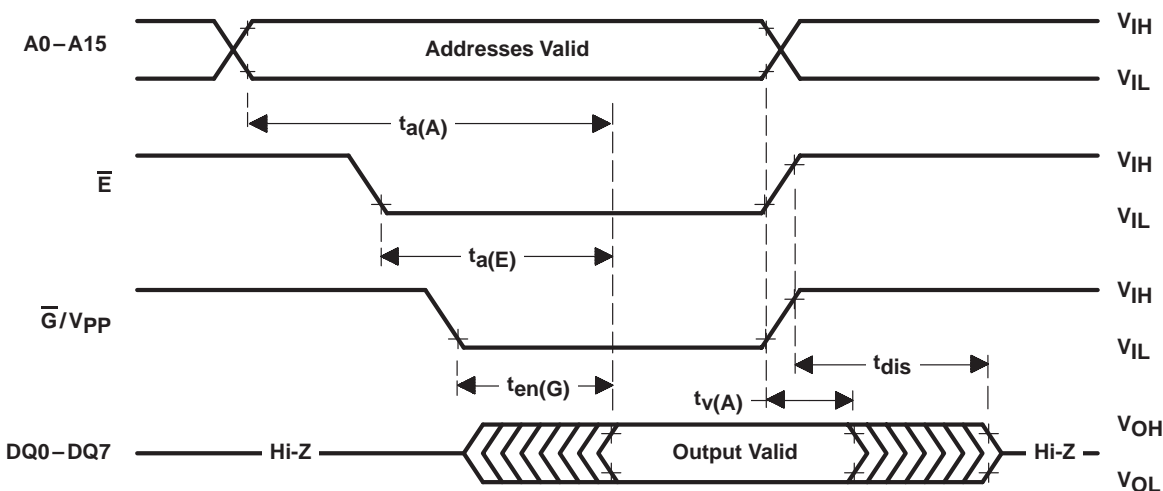 A0–A15
Addresses Valid
VIH
VIL
ta(A)
E
VIH
VIL
ta(E)
G/VPP
VIH
VIL
ten(G)
tdis
tv(A)
DQ0–DQ7
Hi-Z
Output Valid
Hi-Z
VOH
VOL